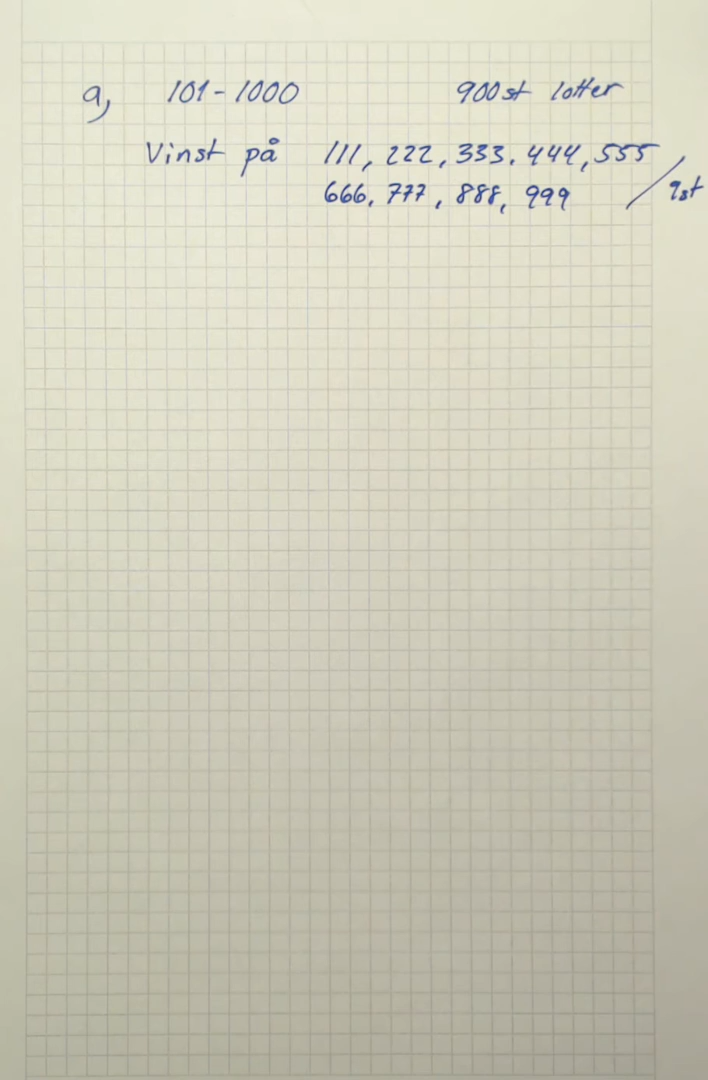 a, 101-1000 900st lotter
Vinst på 111, 222, 333. 444, 555
666, 777, 888, 999 / 9st